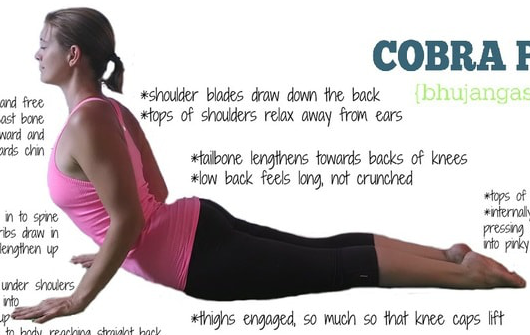 COBRA P
{bhujangas
and free
east bone
ward and
ards chin
*shoulder blades draw down the back
*tops of shoulders relax away from ears
*tailbone lengthens towards backs of knees
*low back feels long, not crunched
in to spine
ribs draw in
lengthen up
*tops of
*internally
pressing
into pinky
under shoulers
into
up
to body, reaching straight back
*thighs engaged, so much so that knee caps lift